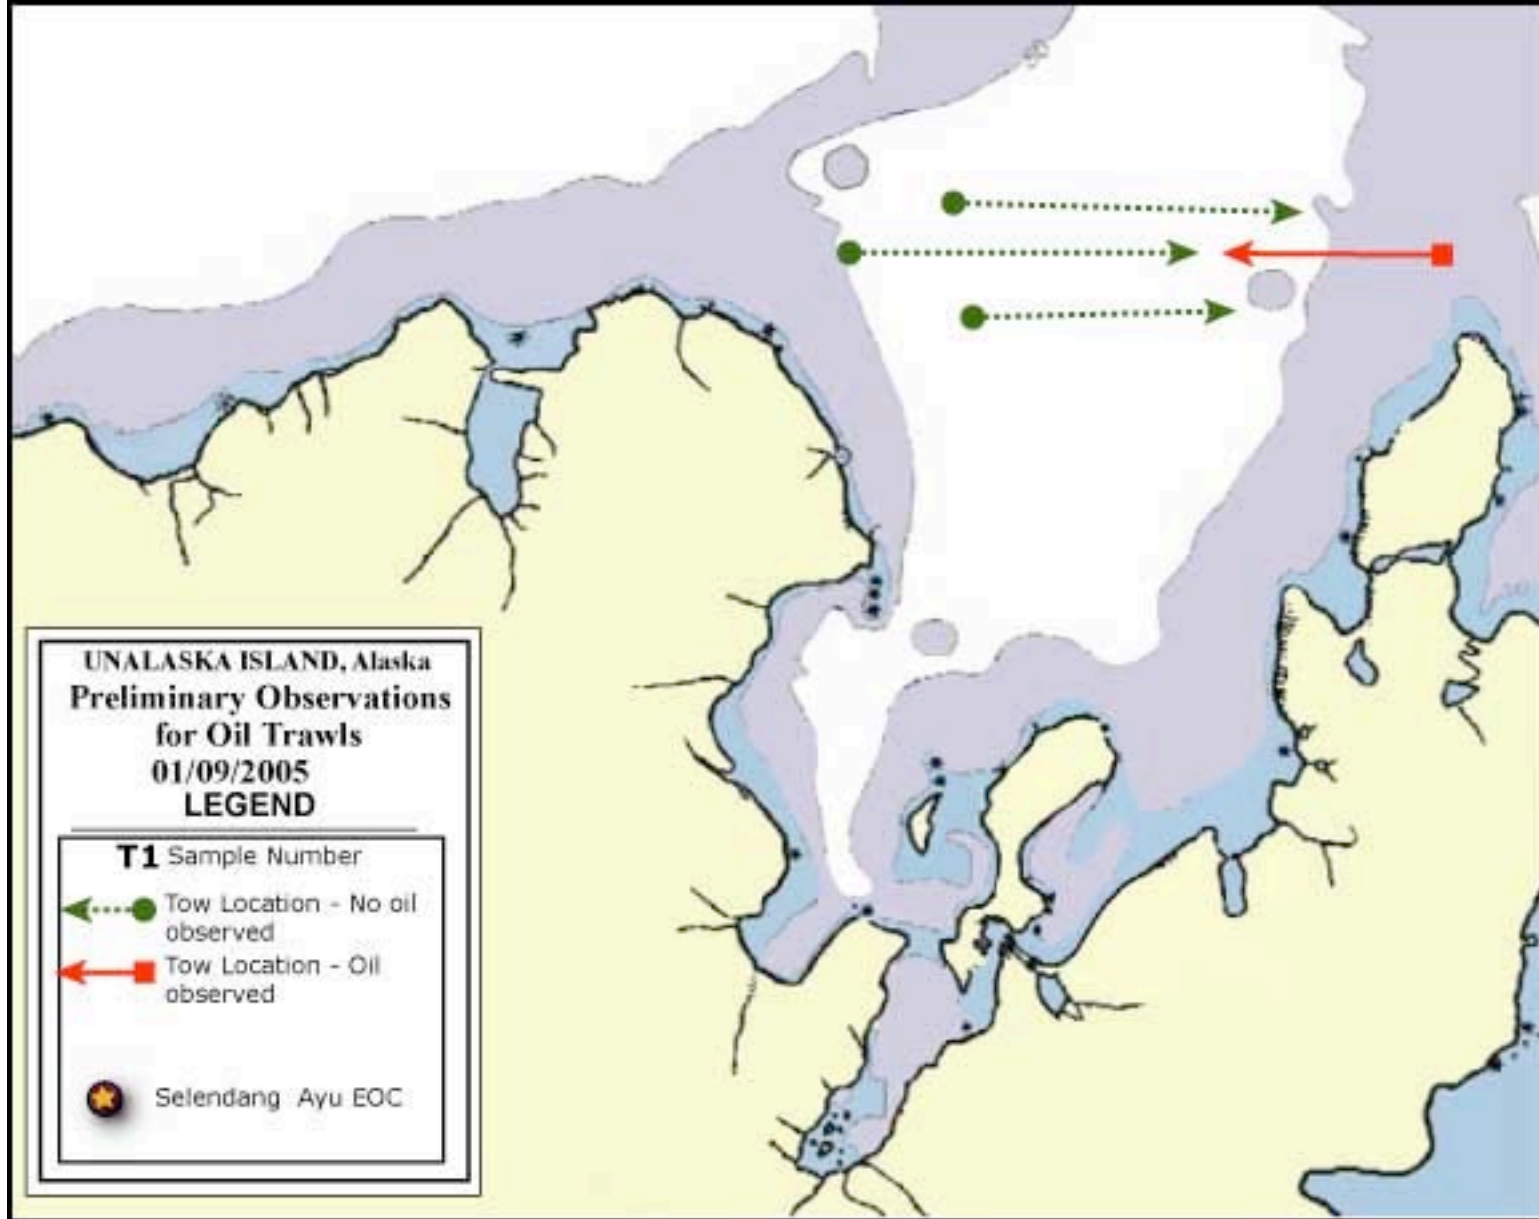 UNALASKA ISLAND, Alaska
Preliminary Observations
for Oil Trawls
01/09/2005
LEGEND
T1 Sample Number
Tow Location - No oil
observed
Tow Location - Oil
observed
Selendang Ayu EOC